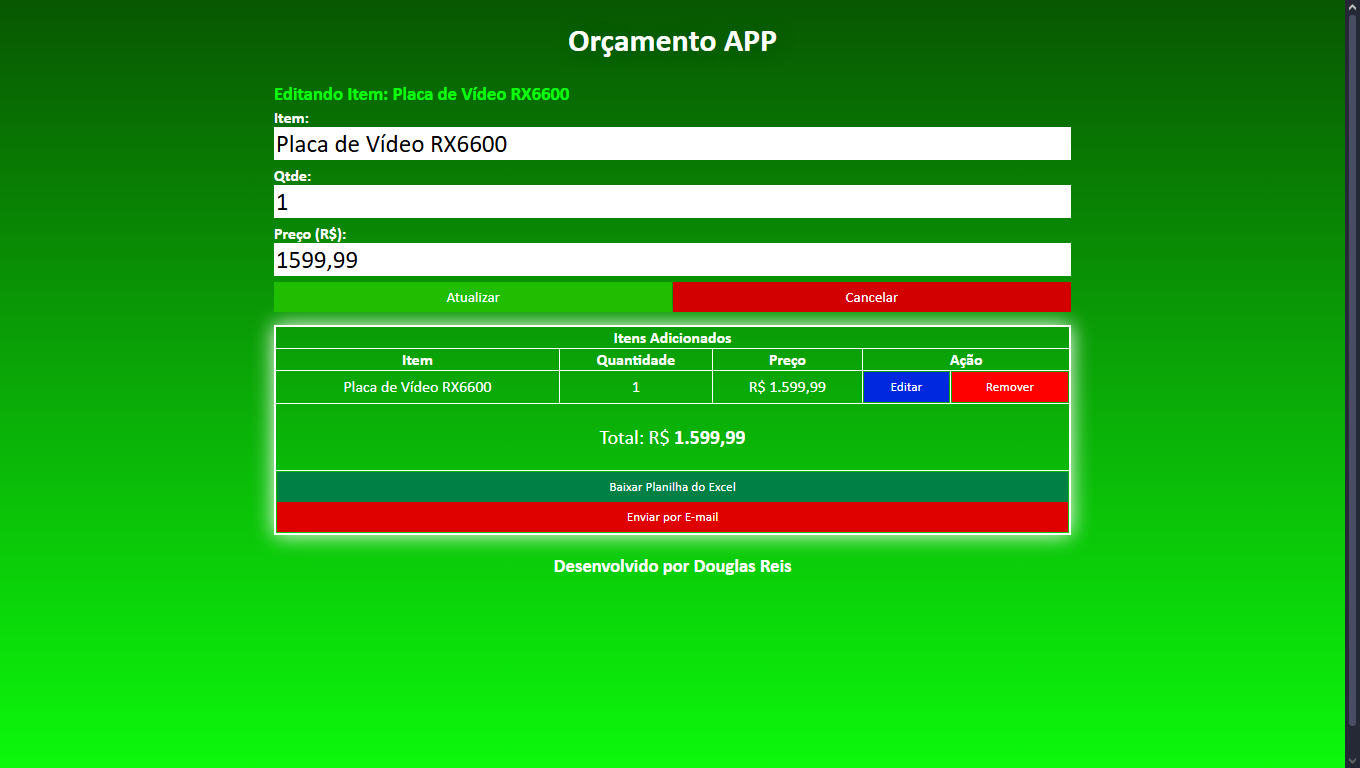 Orçamento APP
Editando Item: Placa de Vídeo RX6600
Item:
Placa de Vídeo RX6600
Qtde:
1
Preço (R$):
1599,99
Atualizar Cancelar
Itens Adicionados
Item Quantidade Preço Ação
Placa de Vídeo RX6600 1 R$ 1.599,99 Editar Remover
Total: R$ 1.599,99
Baixar Planilha do Excel
Enviar por E-mail
Desenvolvido por Douglas Reis